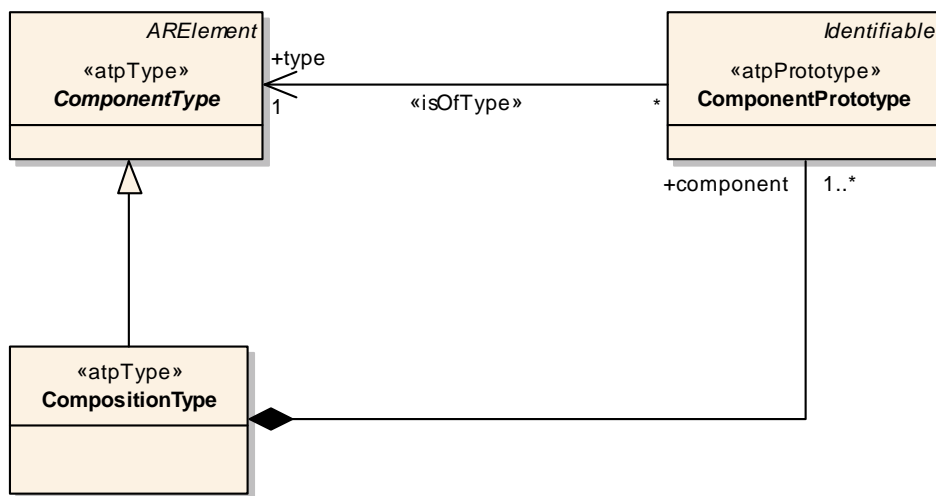 ARElement
«atpType»
ComponentType
+type
1
«isOfType»
*
Identifiable
«atpPrototype»
ComponentPrototype
+component
1..*
«atpType»
CompositionType